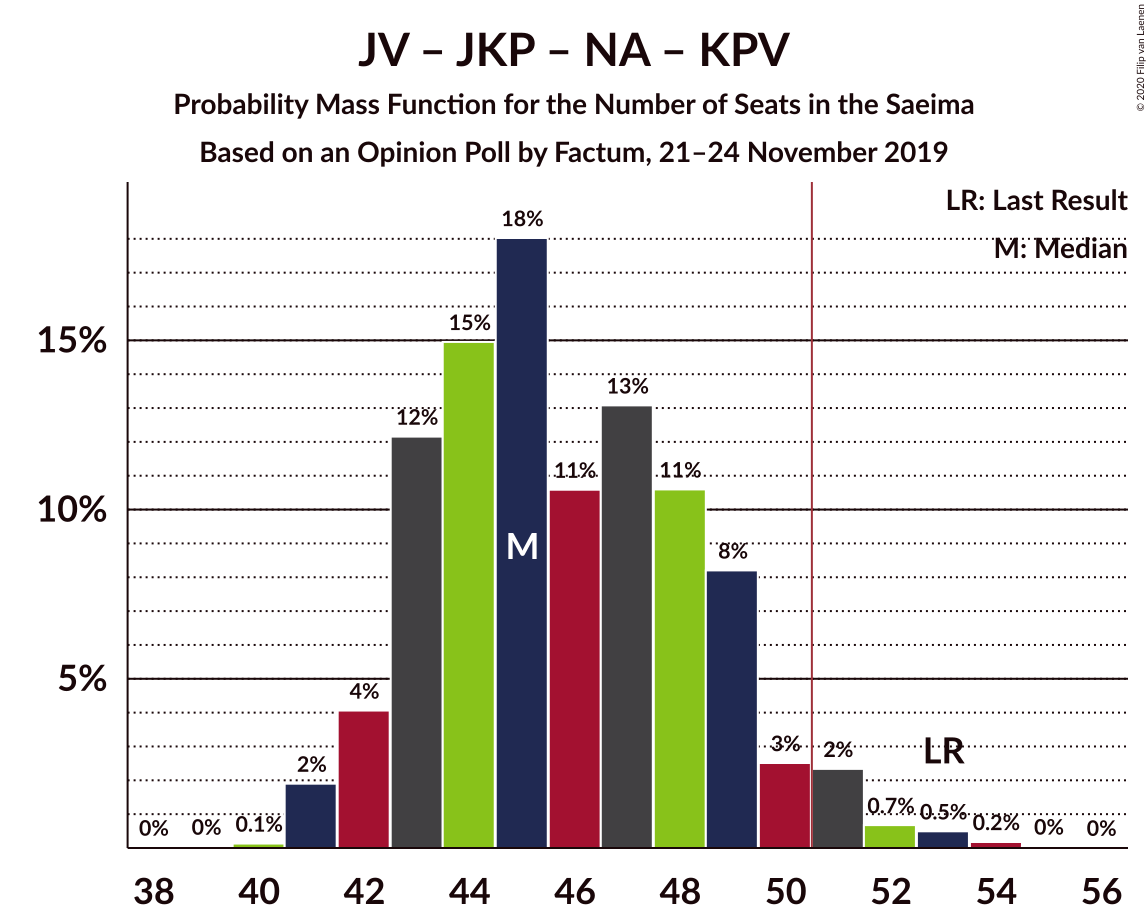 JV – JKP – NA – KPV
Probability Mass Function for the Number of Seats in the Saeima
Based on an Opinion Poll by Factum, 21–24 November 2019
© 2020 Filip van Laenen
LR: Last Result
M: Median
15%
10%
5%
0%
0%
0.1%
2%
4%
12%
15%
18%
11%
13%
11%
8%
3%
2%
0.7%
0.5%
0.2%
0%
0%
M
LR
38 40 42 44 46 48 50 52 54 56